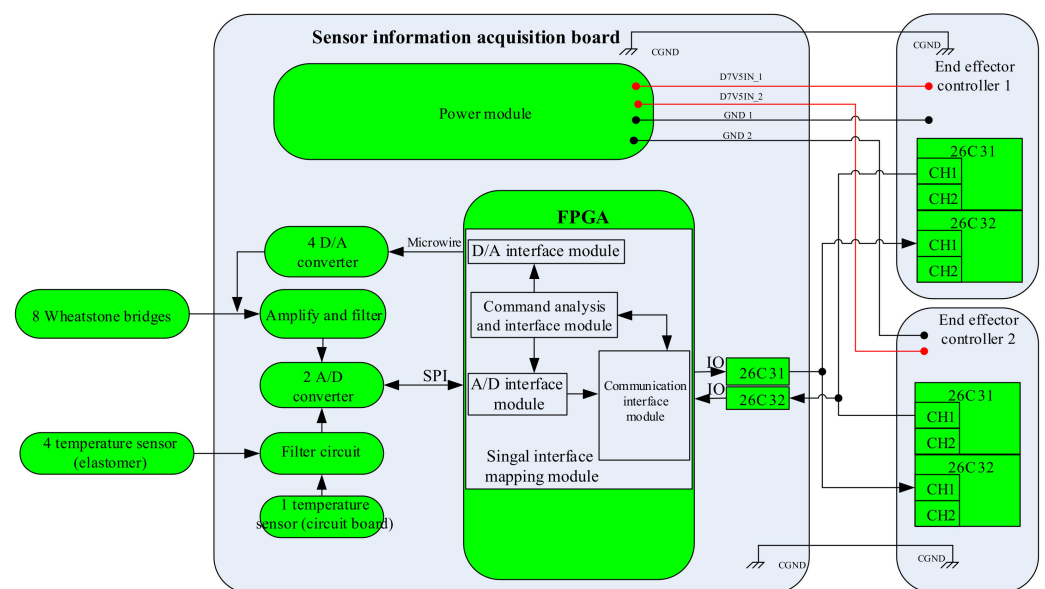 Sensor information acquisition board
CGND
CGND
End effector
controller 1
D7V5IN_1
D7V5IN_2
GND 1
GND 2
Power module
26C31
CH1
CH2
26C32
CH1
CH2
FPGA
4 D/A
converter
Microwire
D/A interface module
8 Wheatstone bridges
Amplify and filter
Command analysis
and interface module
End effector
controller 2
2 A/D
converter
SPI
A/D interface
module
Communication
interface
module
IO
26C31
IO
26C32
26C31
CH1
CH2
26C32
CH1
CH2
4 temperature sensor
(elastomer)
Filter circuit
Singal interface
mapping module
1 temperature
sensor (circuit board)
CGND
CGND